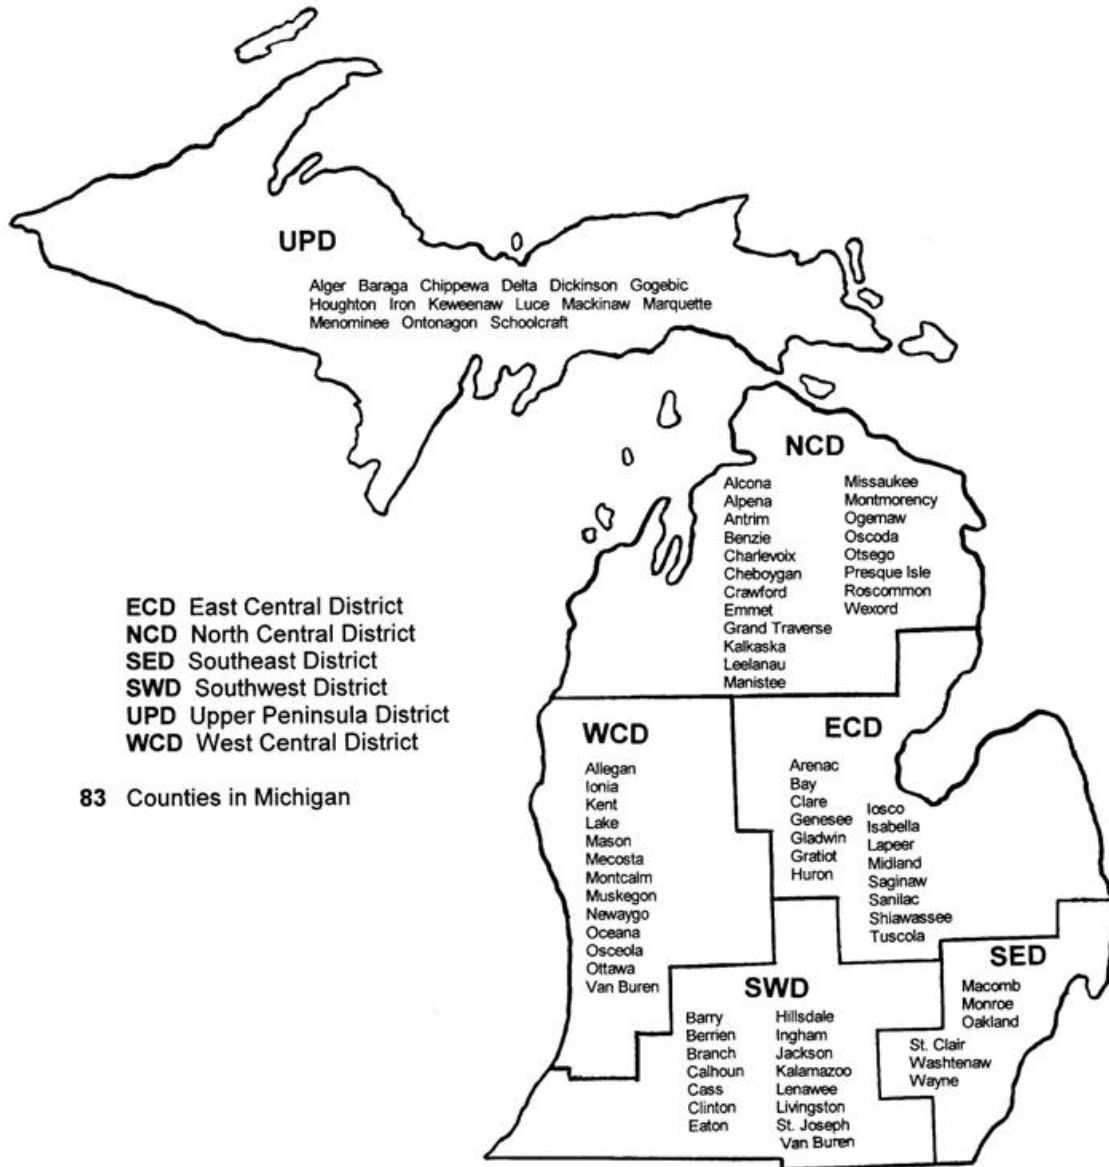 UPD
Alger Baraga Chippewa Delta Dickinson Gogebic
Houghton Iron Keweenaw Luce Mackinaw Marquette
Menominee Ontonagon Schoolcraft
NCD
Alcona
Alpena
Antrim
Benzie
Charlevoix
Cheboygan
Crawford
Emmet
Grand Traverse
Kalkaska
Leelanau
Manistee
Missaukee
Montmorency
Ogemaw
Oscoda
Otsego
Presque Isle
Roscommon
Wexord
ECD East Central District
NCD North Central District
SED Southeast District
SWD Southwest District
UPD Upper Peninsula District
WCD West Central District
83 Counties in Michigan
WCD
Allegan
Ionia
Kent
Lake
Mason
Mecosta
Montcalm
Muskegon
Newaygo
Oceana
Osceola
Ottawa
Van Buren
ECD
Arenac
Bay
Clare
Genesee
Gladwin
Gratiot
Huron
Iosco
Isabella
Lapeer
Midland
Saginaw
Sanilac
Shiawassee
Tuscola
SED
Macomb
Monroe
Oakland
St. Clair
Washtenaw
Wayne
SWD
Barry
Berrien
Branch
Calhoun
Cass
Clinton
Eaton
Hillsdale
Ingham
Jackson
Kalamazoo
Lenawee
Livingston
St. Joseph
Van Buren